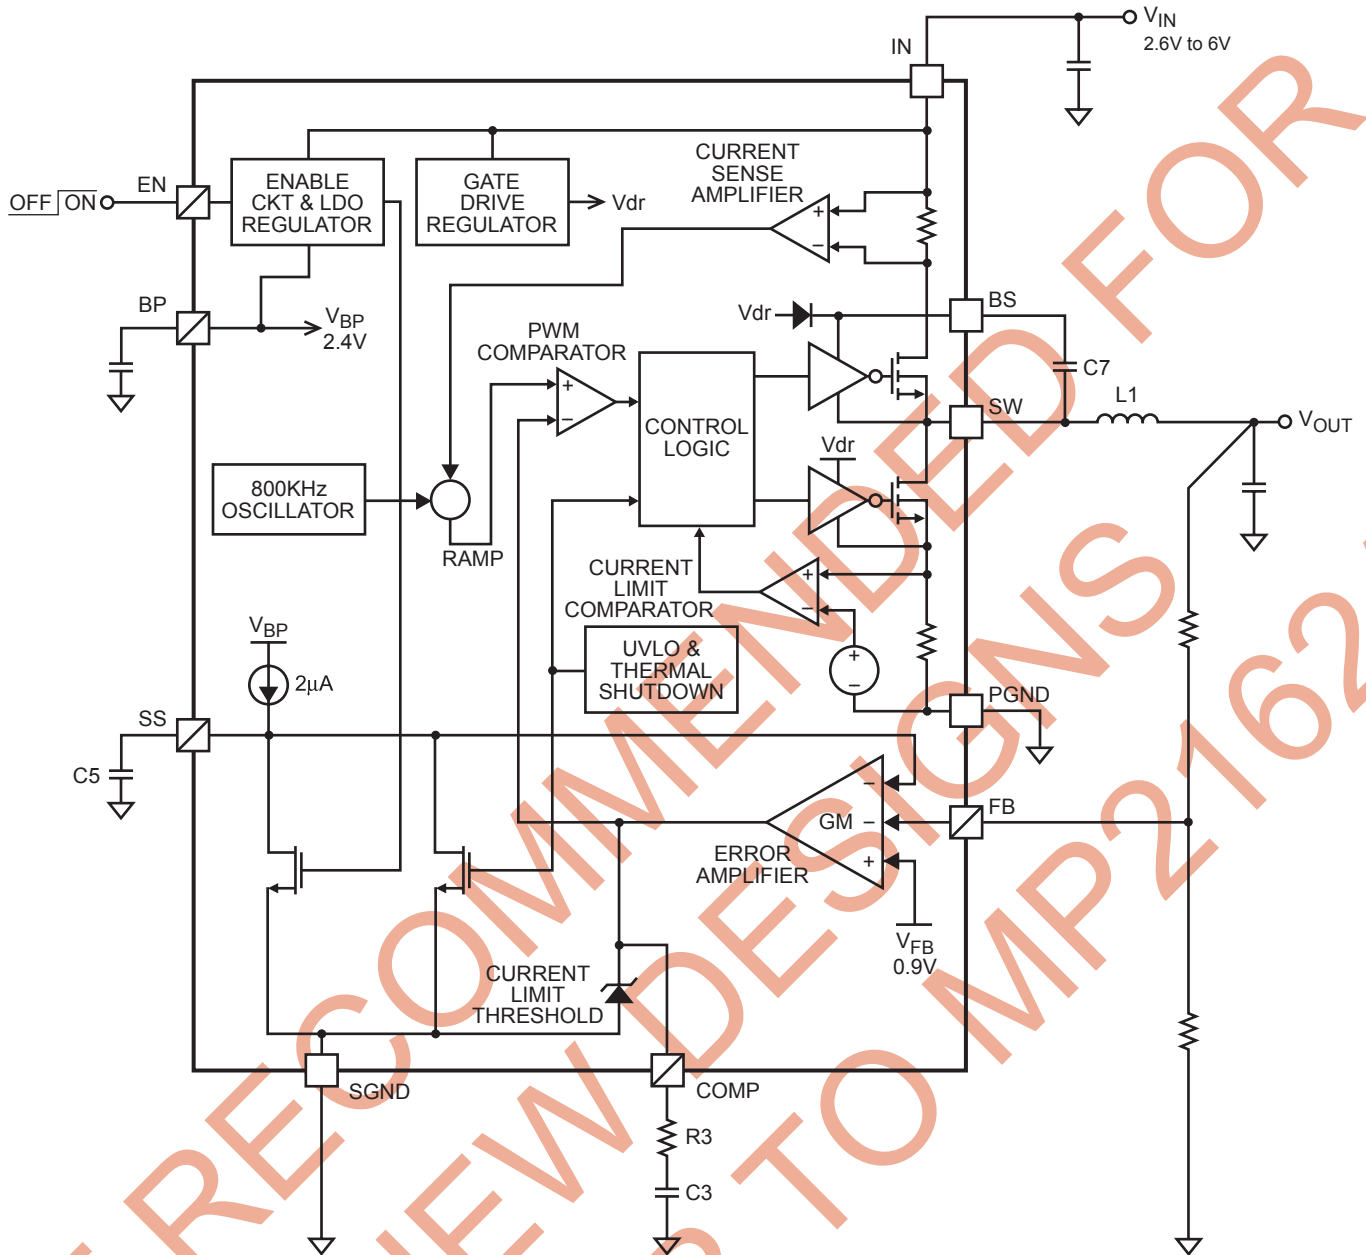 VIN
2.6V to 6V
IN
CURRENT
SENSE
AMPLIFIER
EN
OFF ON
ENABLE
CKT & LDO
REGULATOR
GATE
DRIVE
REGULATOR
Vdr
+
−
BP
VBP
2.4V
Vdr
BS
PWM
COMPARATOR
+
−
CONTROL
LOGIC
C7
SW
L1
VOUT
Vdr
800KHz
OSCILLATOR
RAMP
CURRENT
LIMIT
COMPARATOR
+
−
UVLO &
THERMAL
SHUTDOWN
+
−
VBP
2μA
SS
C5
PGND
−
GM −
+
FB
ERROR
AMPLIFIER
VFB
0.9V
CURRENT
LIMIT
THRESHOLD
SGND
COMP
R3
C3
RECOMMENDED FOR
NEW DESIGNS
TO MP2162